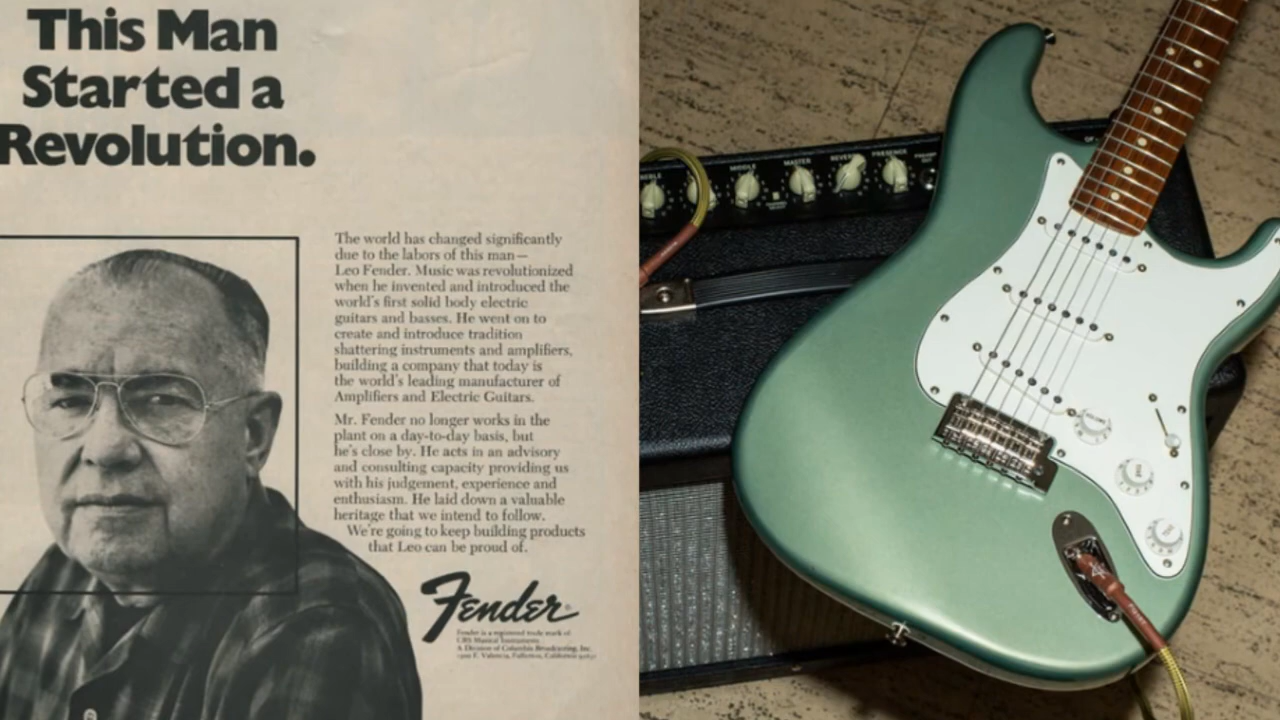 This Man
Started a
Revolution.
The world has changed significantly
due to the labors of this man—
Leo Fender. Music was revolutionized
when he invented and introduced the
world's first solid body electric
guitars and basses. He went on to
create and introduce tradition
shattering instruments and amplifiers,
building a company that today is
the world's leading manufacturer of
Amplifiers and Electric Guitars.
Mr. Fender no longer works in the
plant on a day-to-day basis, but
he's close by. He acts in an advisory
and consulting capacity providing us
with his judgement, experience and
enthusiasm. He laid down a valuable
heritage that we intend to follow.
We're going to keep building products
that Leo can be proud of.
Fender®
Fender is a registered trade mark of
CBS Musical Instruments
A Division of Columbia Broadcasting, Inc.
E. Valencia, Fullerton, California
MIDDLE MASTER REVERB PRESENCE
VOLUME